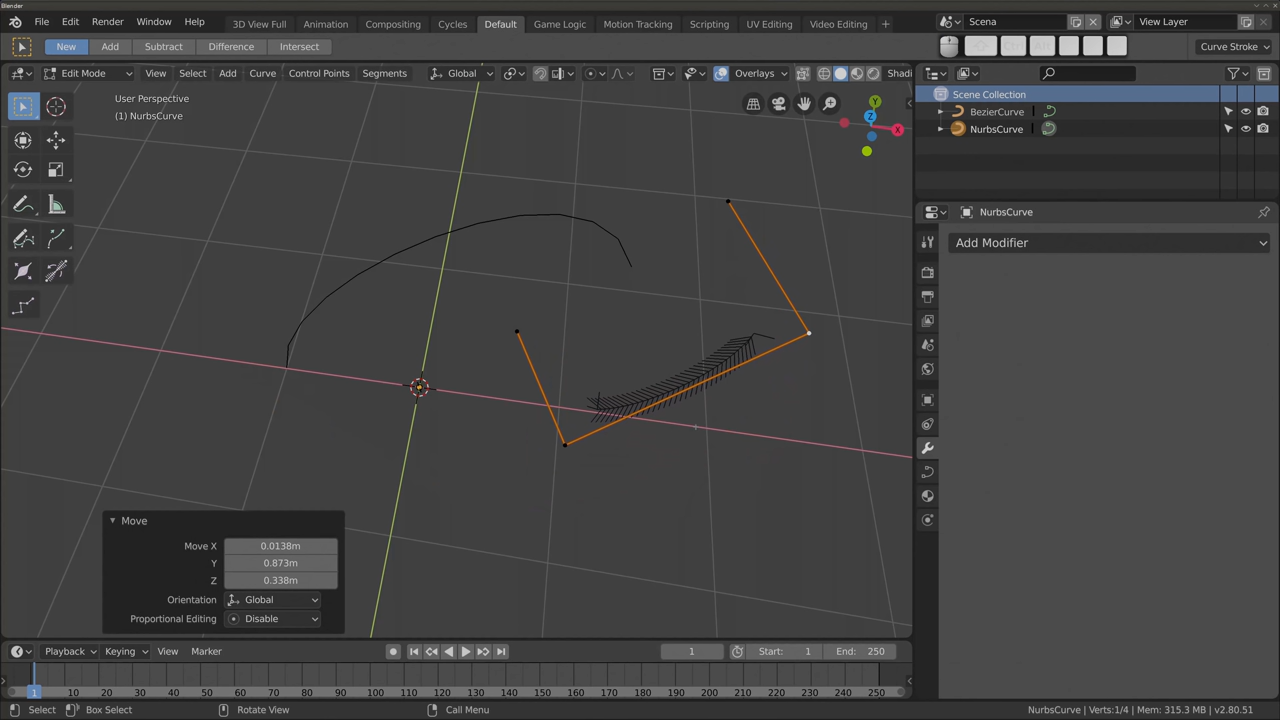 Blender
File Edit Render Window Help 3D View Full Animation Compositing Cycles Default Game Logic Motion Tracking Scripting UV Editing Video Editing + Scena View Layer
New Add Subtract Difference Intersect Ctrl Alt Curve Stroke
Edit Mode View Select Add Curve Control Points Segments Global Overlays Shadi
User Perspective
(1) NurbsCurve
Y
Z
X
Scene Collection
BezierCurve
NurbsCurve
NurbsCurve
Add Modifier
Move
Move X 0.0138m
Y 0.873m
Z 0.338m
Orientation Global
Proportional Editing Disable
Playback Keying View Marker 1 Start: 1 End: 250
1 10 20 30 40 50 60 70 80 90 100 110 120 130 140 150 160 170 180 190 200 210 220 230 240 250
Select Box Select Rotate View Call Menu NurbsCurve | Verts:1/4 | Mem: 315.3 MB | v2.80.51